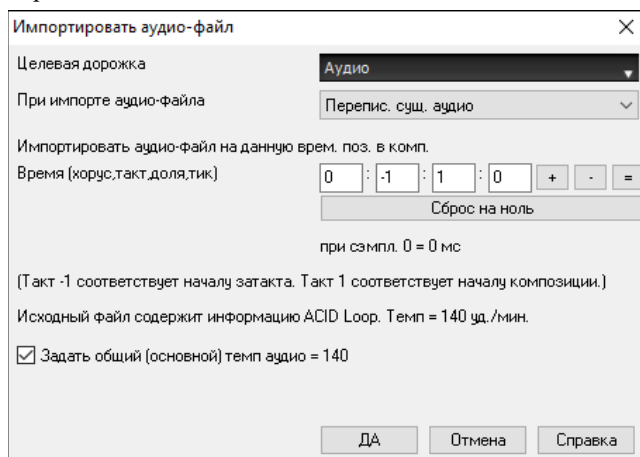 Импортировать аудио-файл
Целевая дорожка
Аудио
При импорте аудио-файла
Перепис. сущ. аудио
Импортировать аудио-файл на данную врем. поз. в комп.
Время (хорус,такт,доля,тик)
0 : -1 : 1 : 0 + - =
Сброс на ноль
при сэмпл. 0 = 0 мс
(Такт -1 соответствует началу затакта. Такт 1 соответствует началу композиции.)
Исходный файл содержит информацию ACID Loop. Темп = 140 уд./мин.
Задать общий (основной) темп аудио = 140
ДА Отмена Справка